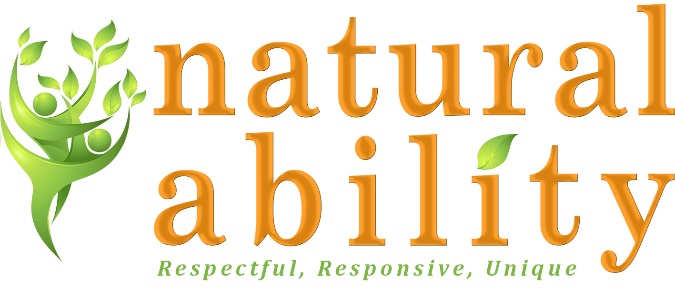 natural
ability
Respectful, Responsive, Unique